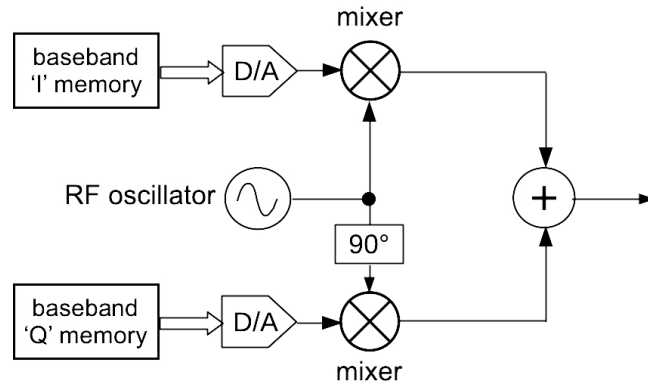 mixer
baseband
'I' memory
D/A
RF oscillator
+
90°
baseband
'Q' memory
D/A
mixer